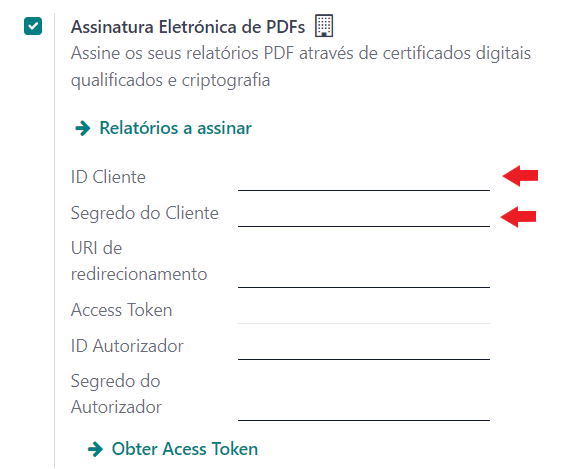 Assinatura Eletrónica de PDFs
Assine os seus relatórios PDF através de certificados digitais
qualificados e criptografia
Relatórios a assinar
ID Cliente
Segredo do Cliente
URI de
redirecionamento
Access Token
ID Autorizador
Segredo do
Autorizador
Obter Acess Token